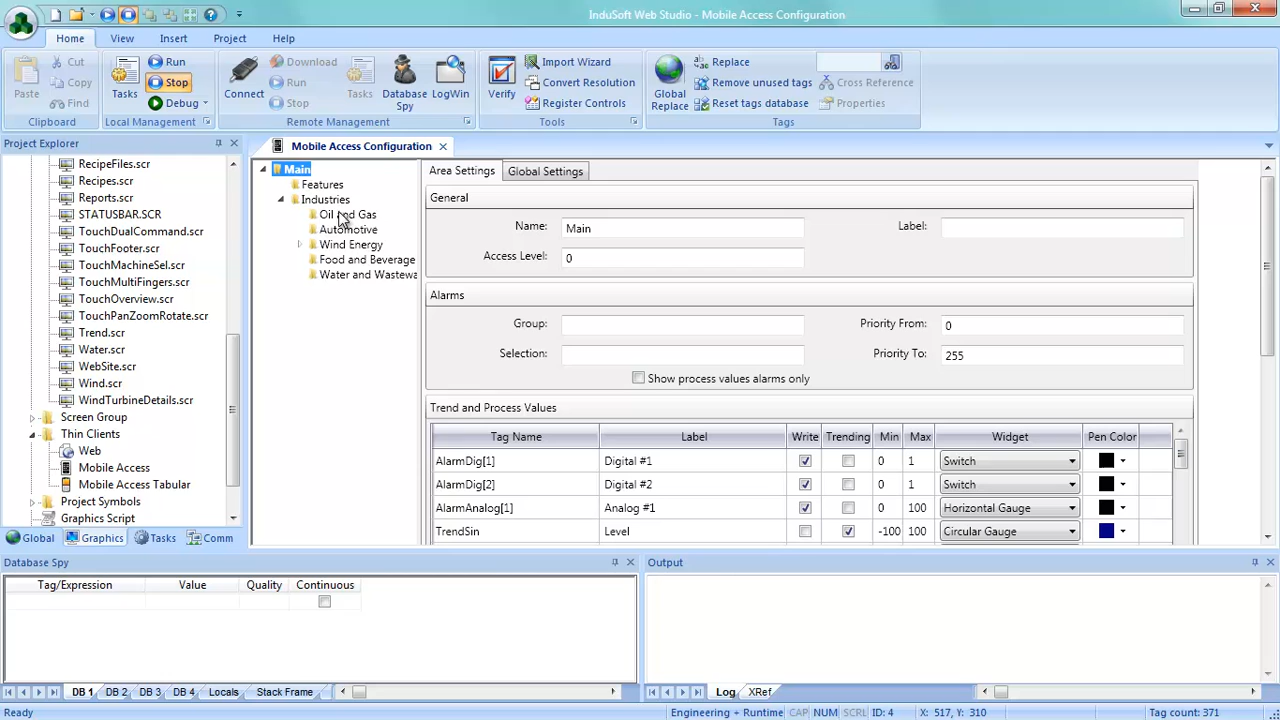 InduSoft Web Studio - Mobile Access Configuration
Home View Insert Project Help
Paste Cut Copy Find Clipboard
Tasks Run Stop Debug Local Management
Connect Download Run Stop Tasks Database Spy LogWin Remote Management
Verify Import Wizard Convert Resolution Register Controls Tools
Global Replace Replace Remove unused tags Reset tags database Cross Reference Properties Tags
Project Explorer
Mobile Access Configuration
RecipeFiles.scr
Recipes.scr
Reports.scr
STATUSBAR.SCR
TouchDualCommand.scr
TouchFooter.scr
TouchMachineSel.scr
TouchMultiFingers.scr
TouchOverview.scr
TouchPanZoomRotate.scr
Trend.scr
Water.scr
WebSite.scr
Wind.scr
WindTurbineDetails.scr
Screen Group
Thin Clients
Web
Mobile Access
Mobile Access Tabular
Project Symbols
Graphics Script
Global Graphics Tasks Comm
Main
Features
Industries
Oil and Gas
Automotive
Wind Energy
Food and Beverage
Water and Wastewa
Area Settings Global Settings
General
Name: Main Label:
Access Level: 0
Alarms
Group: Priority From: 0
Selection: Priority To: 255
Show process values alarms only
Trend and Process Values
Tag Name Label Write Trending Min Max Widget Pen Color
AlarmDig[1] Digital #1 0 1 Switch
AlarmDig[2] Digital #2 0 1 Switch
AlarmAnalog[1] Analog #1 0 100 Horizontal Gauge
TrendSin Level -100 100 Circular Gauge
Database Spy
Tag/Expression Value Quality Continuous
DB 1 DB 2 DB 3 DB 4 Locals Stack Frame
Output
Log XRef
Ready Engineering + Runtime CAP NUM SCRL ID: 4 X: 517, Y: 310 Tag count: 371